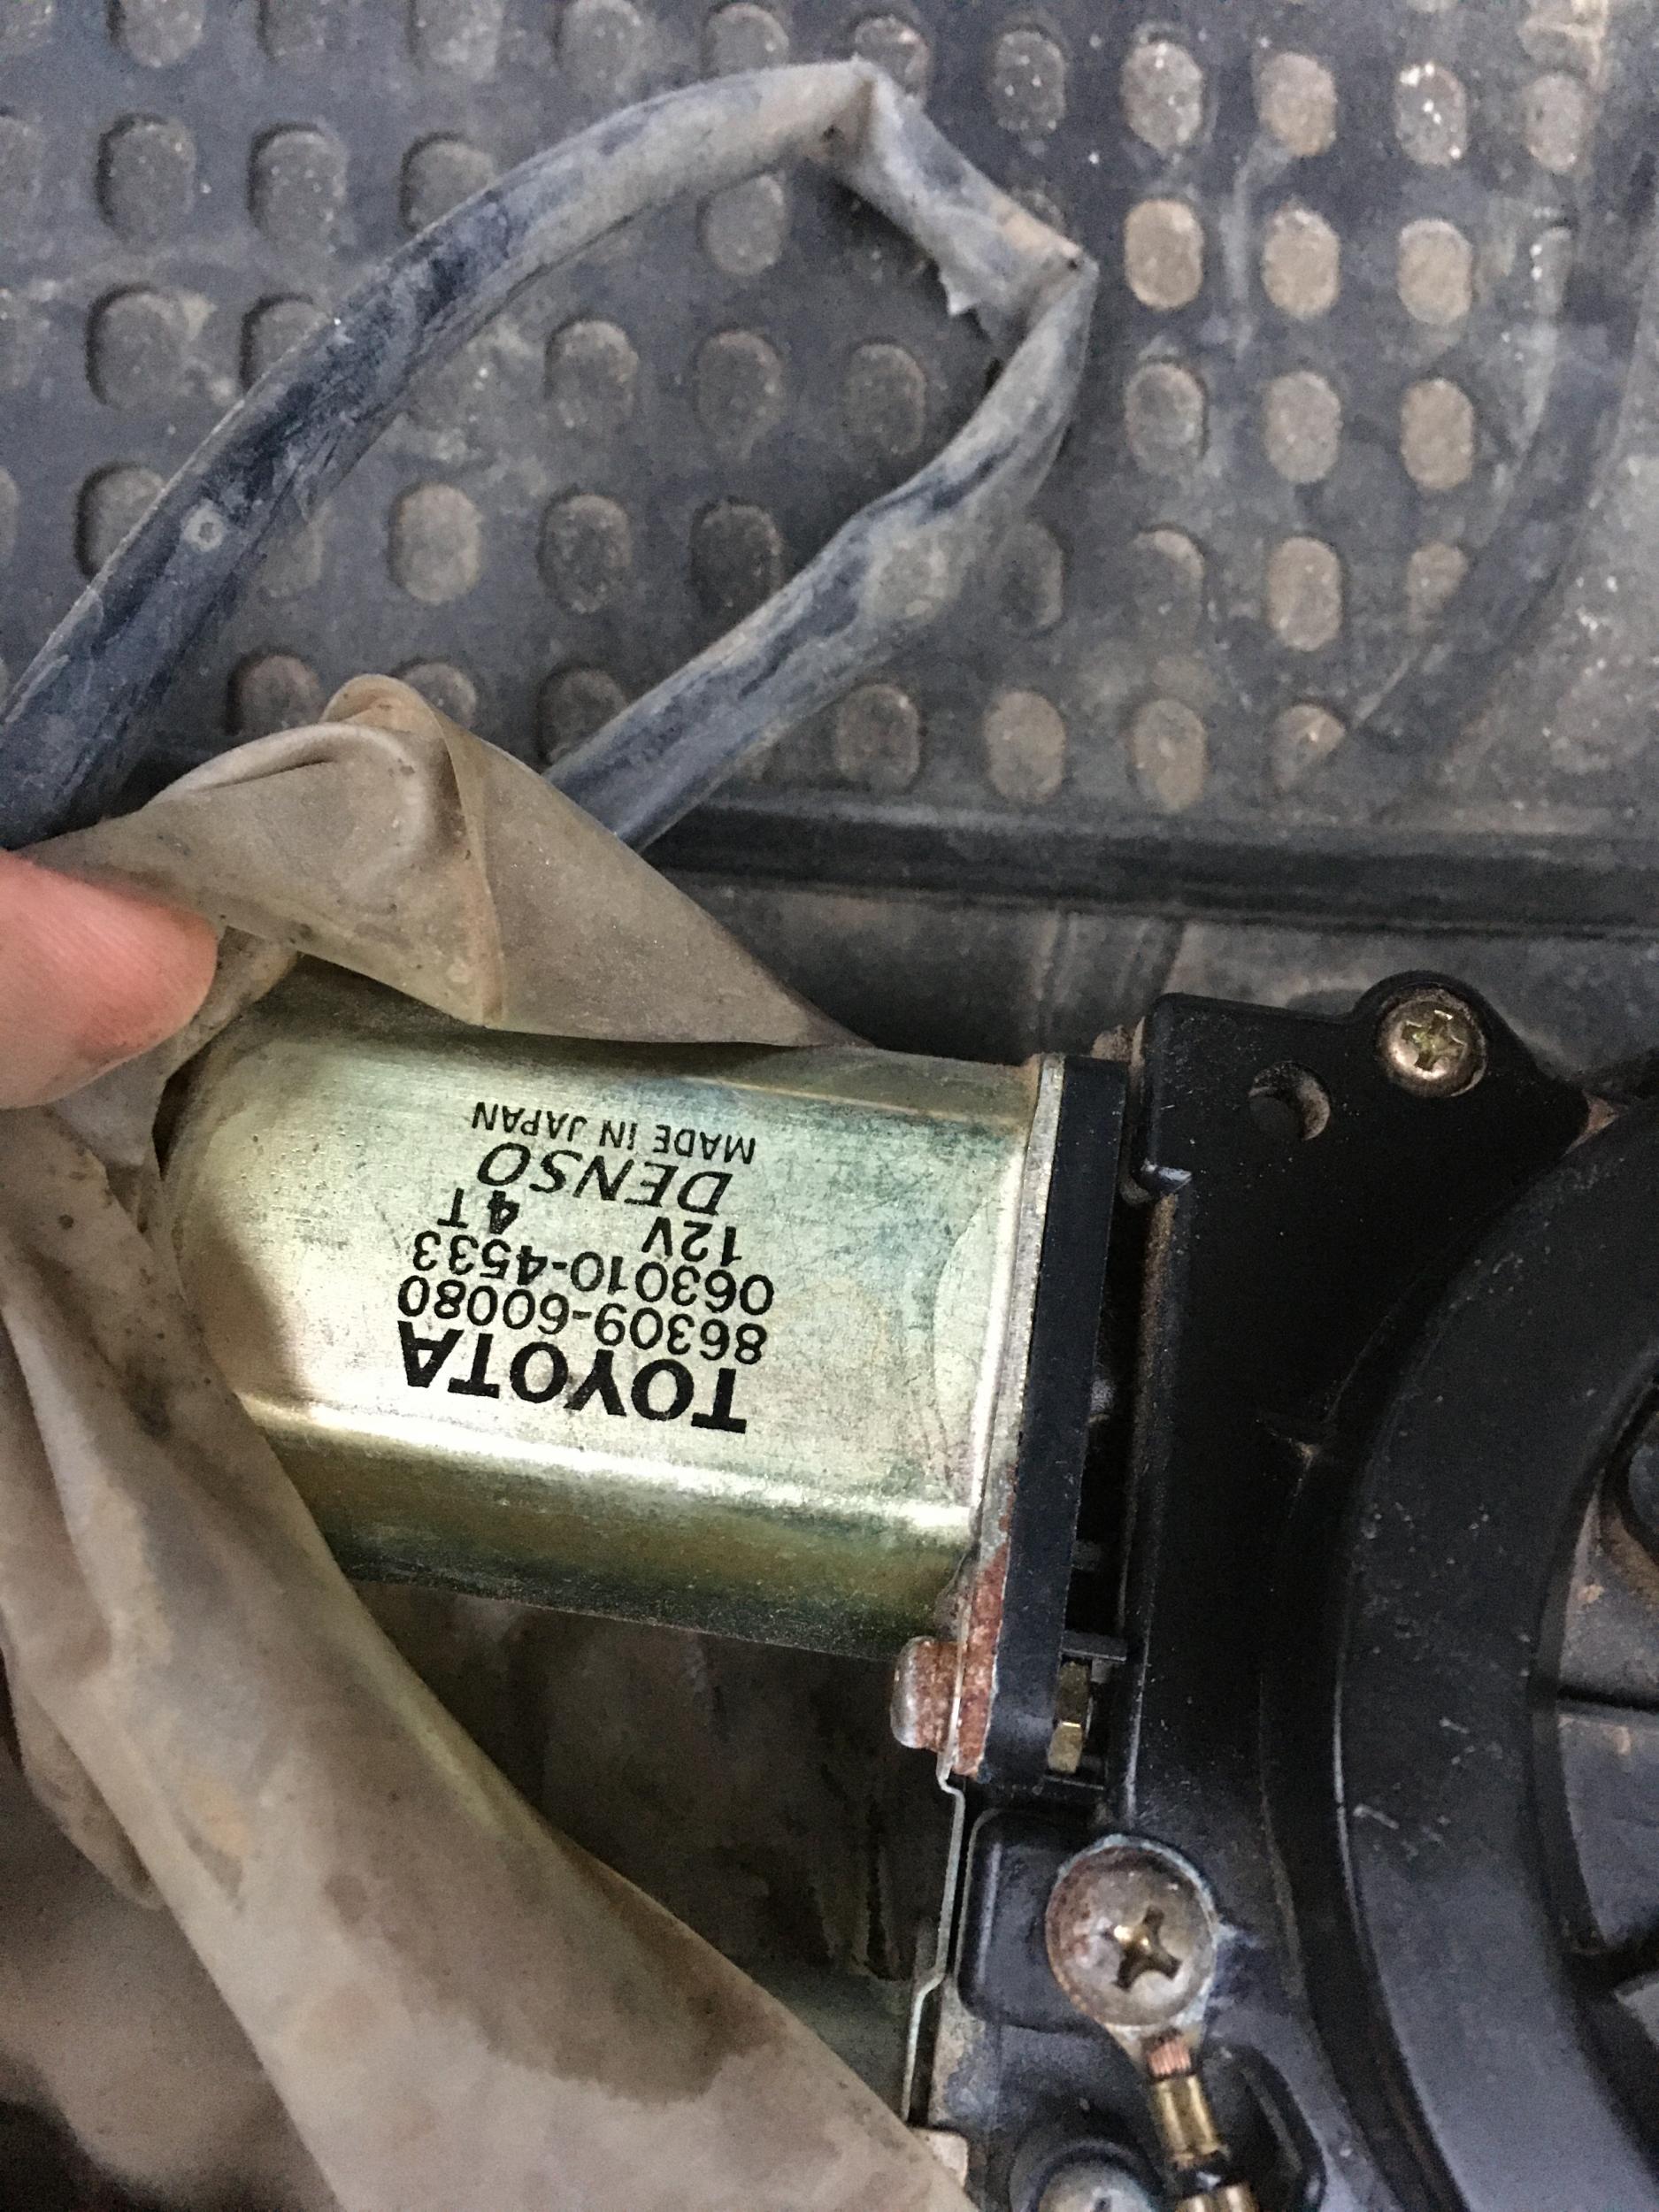 TOYOTA
86309-60080
063010-4533
12V 4T
DENSO
MADE IN JAPAN